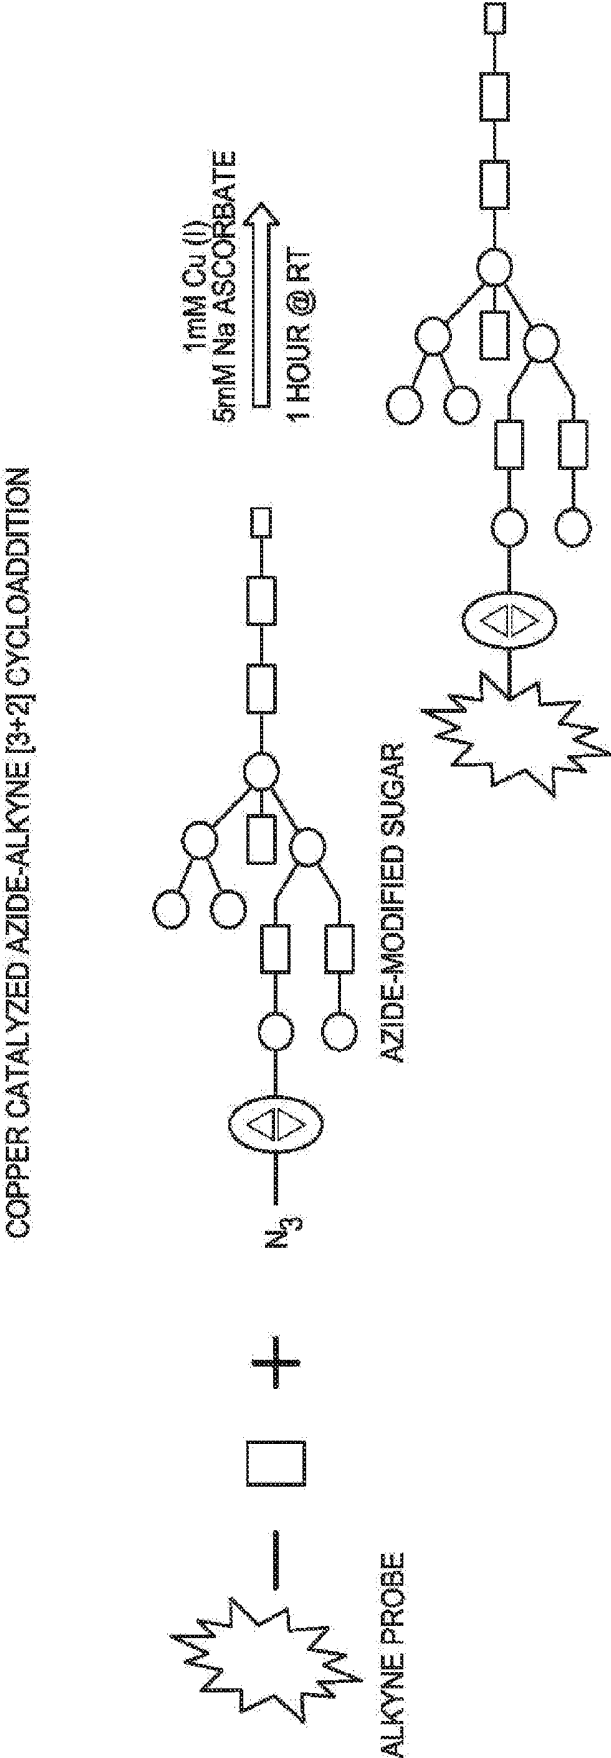 COPPER CATALYZED AZIDE-ALKYNE [3+2] CYCLOADDITION
ALKYNE PROBE
+
N3
AZIDE-MODIFIED SUGAR
1mM Cu (I)
5mM Na ASCORBATE
1 HOUR @ RT